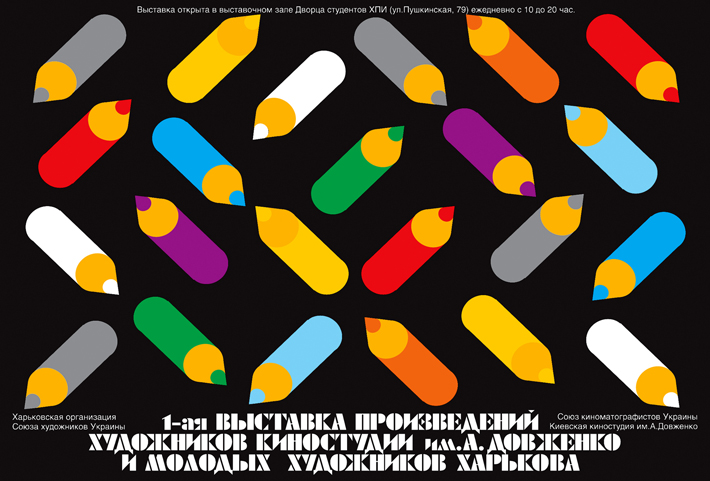 Выставка открыта в выставочном зале Дворца студентов ХПИ (ул.Пушкинская, 79) ежедневно с 10 до 20 час.
Харьковская организация
Союза художников Украины
Союз киноматографистов Украины
Киевская киностудия им.А.Довженко
1-ая ВЫСТАВКА ПРОИЗВЕДЕНИЙ
ХУДОЖНИКОВ КИНОСТУДИИ им.А. ДОВЖЕНКО
И МОЛОДЫХ ХУДОЖНИКОВ ХАРЬКОВА